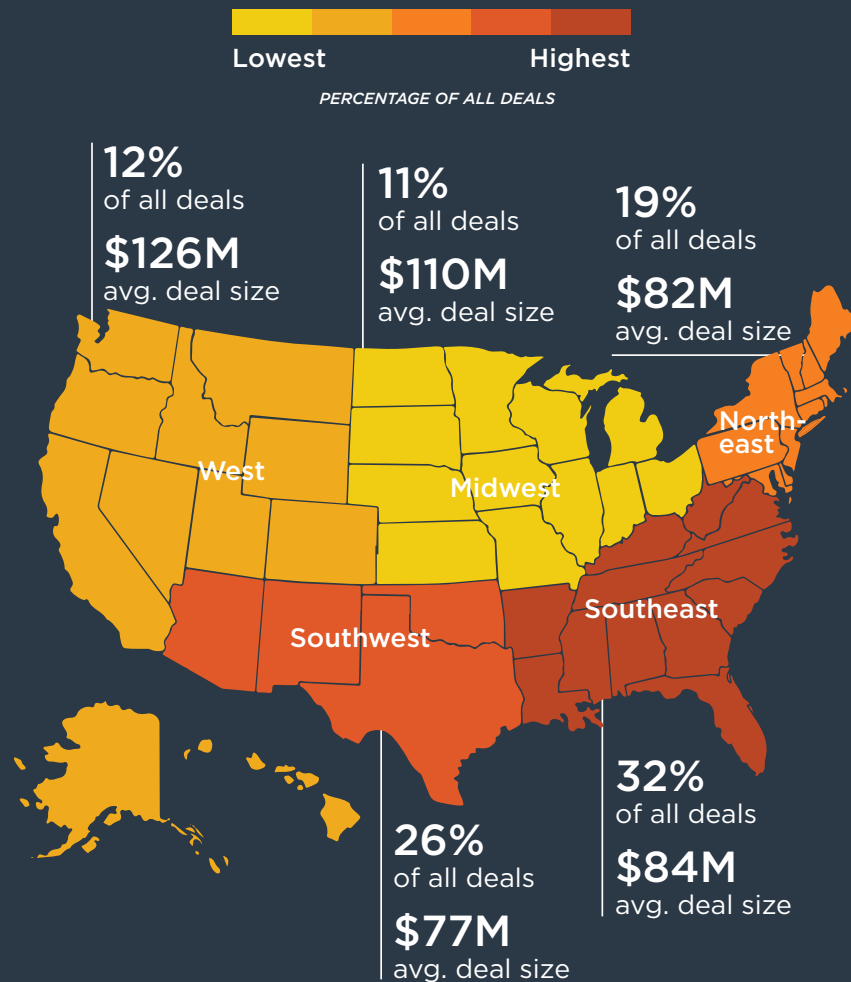 Lowest
Highest
PERCENTAGE OF ALL DEALS
12%
of all deals
$126M
avg. deal size
11%
of all deals
$110M
avg. deal size
19%
of all deals
$82M
avg. deal size
West
Midwest
North-
east
Southwest
Southeast
26%
of all deals
$77M
avg. deal size
32%
of all deals
$84M
avg. deal size